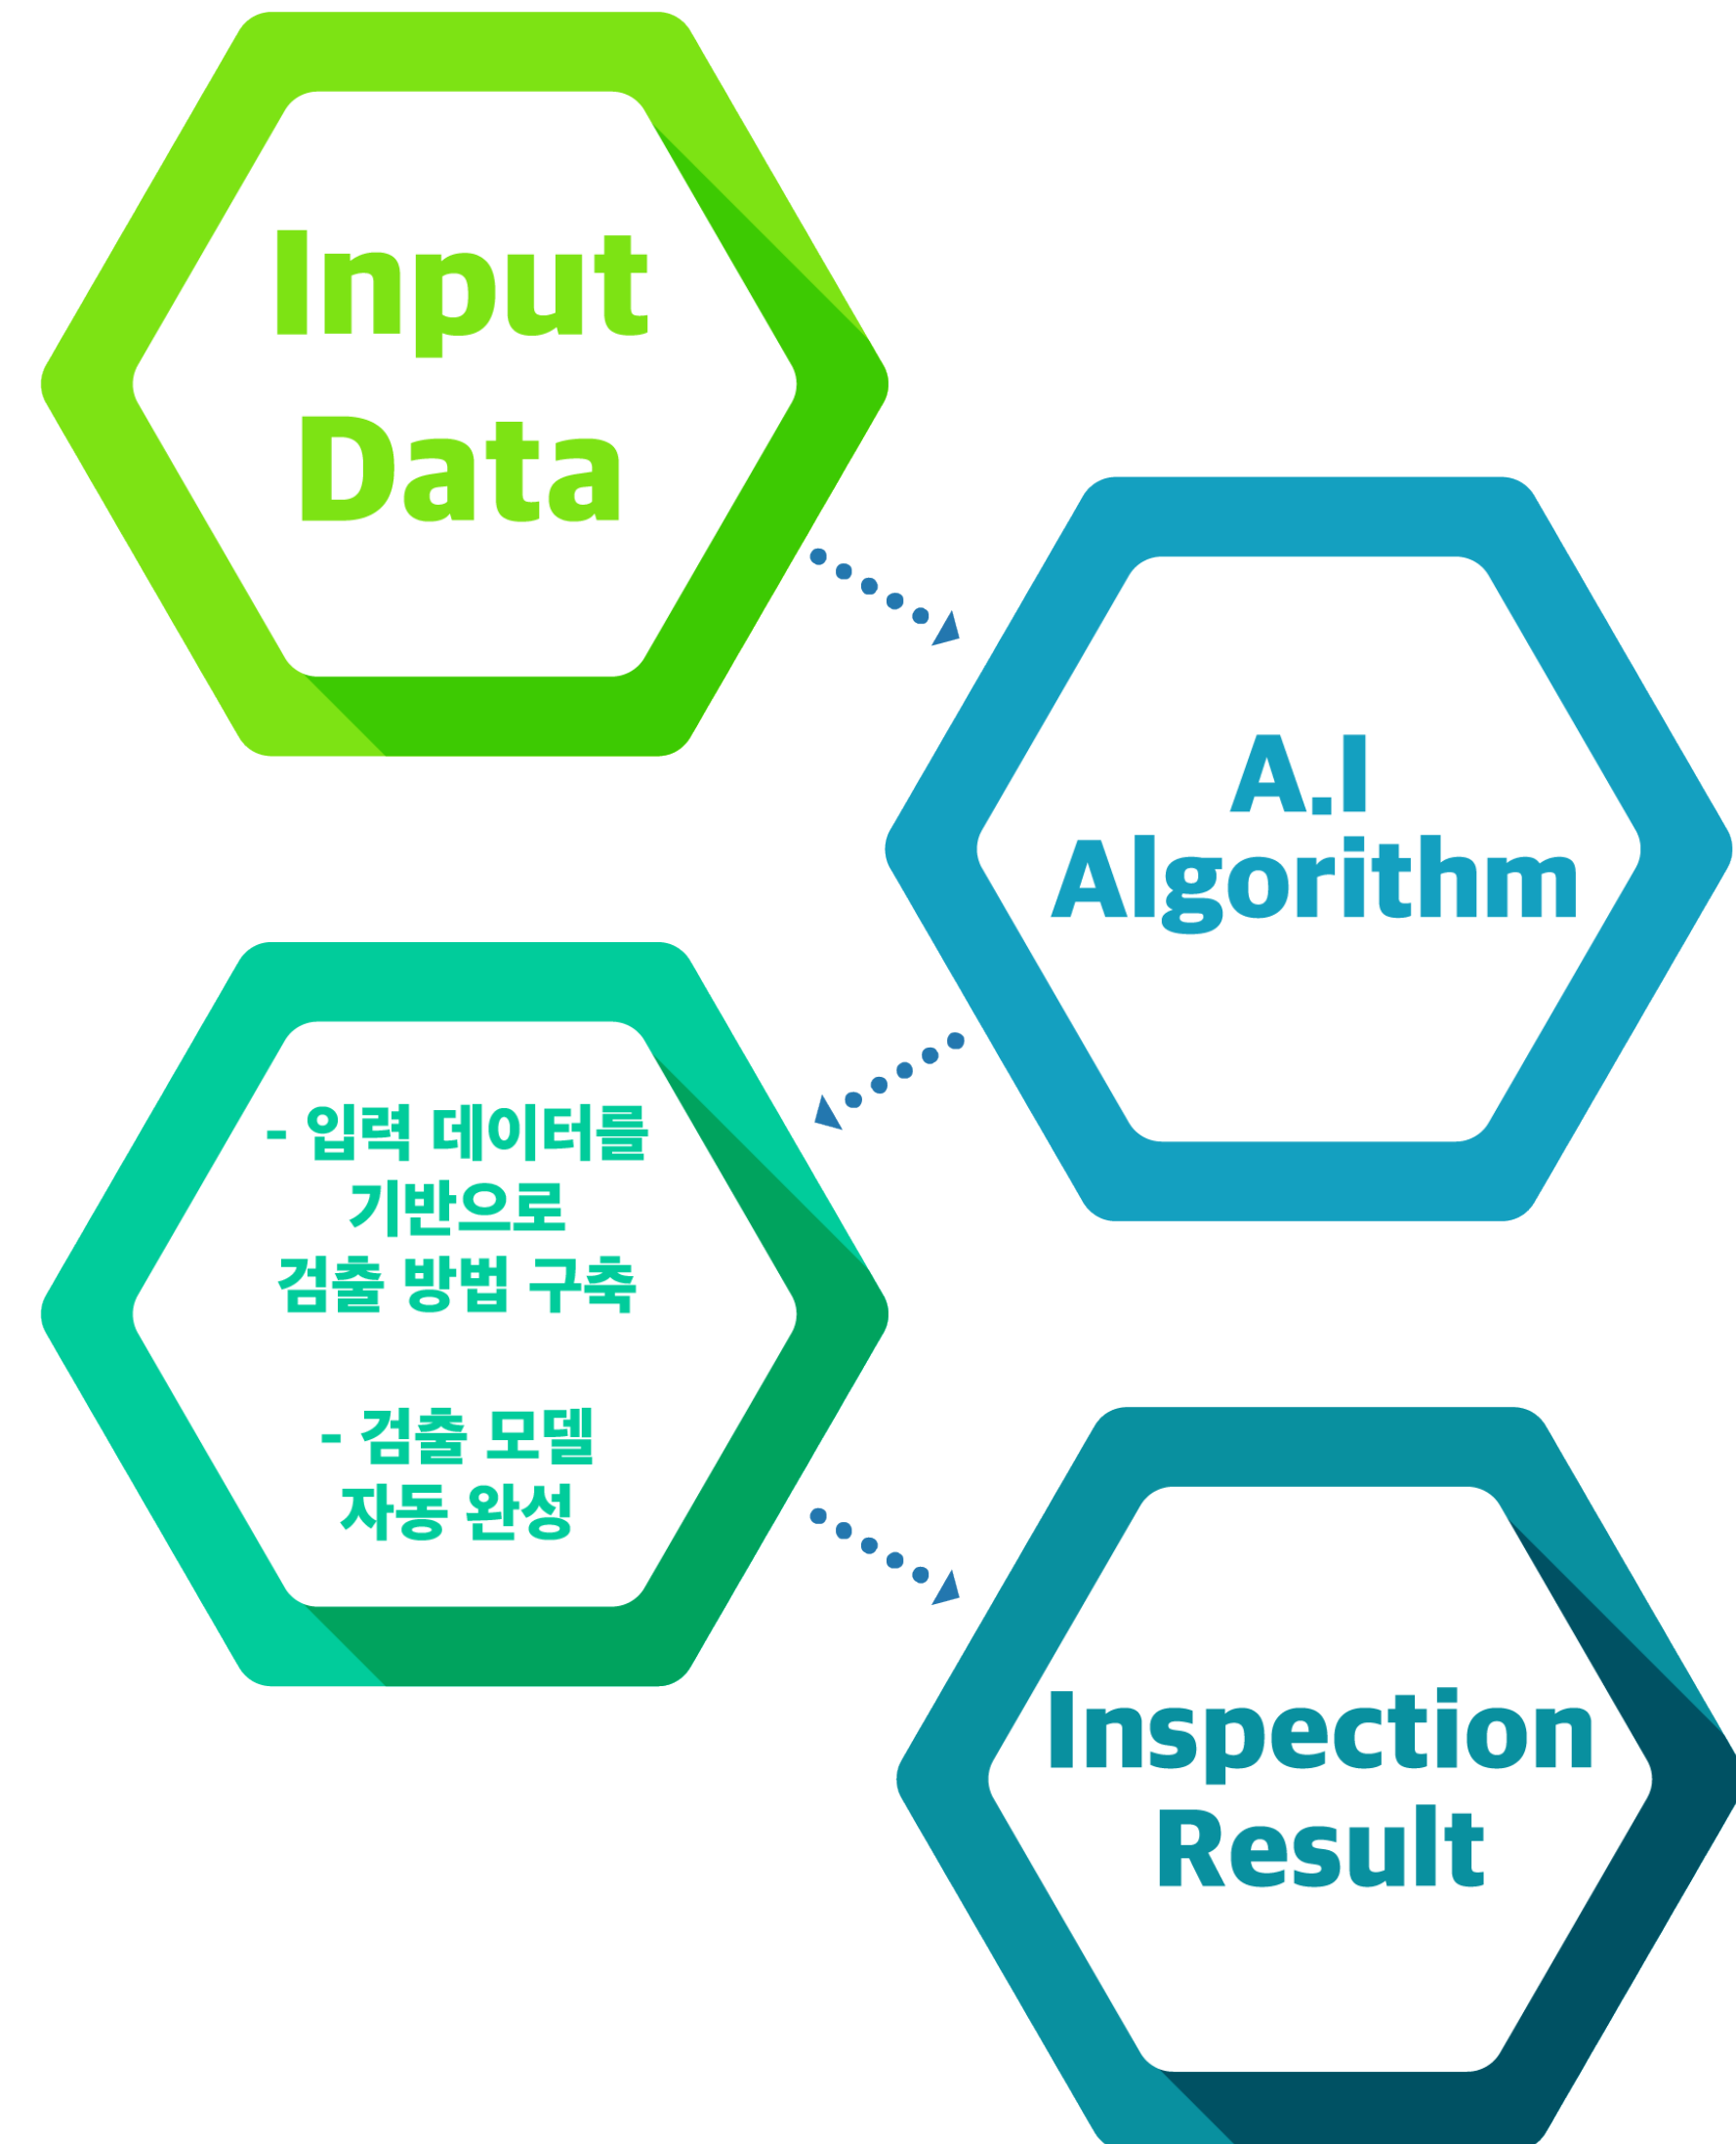 Input
Data
A.I
Algorithm
- 입력 데이터를
기반으로
검출 방법 구축
- 검출 모델
자동 완성
Inspection
Result